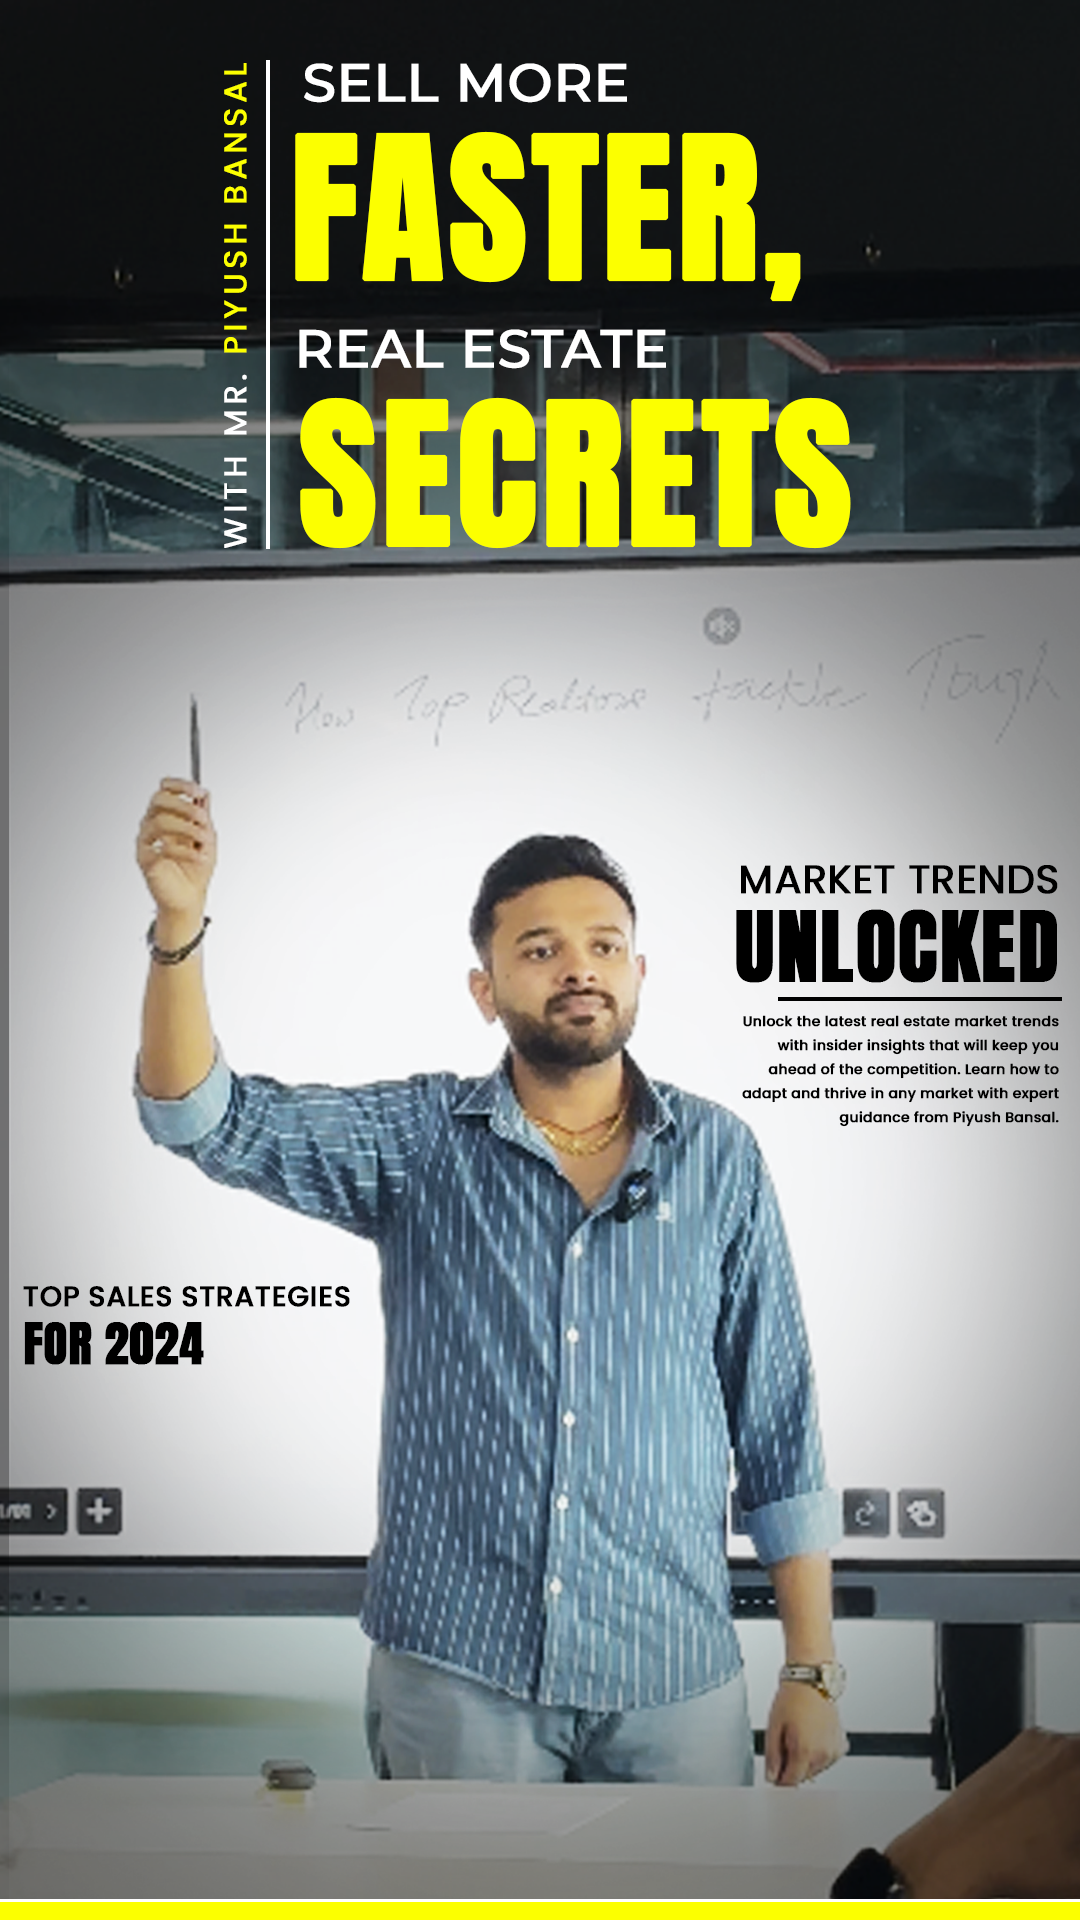 WITH MR. PIYUSH BANSAL
SELL MORE
FASTER,
REAL ESTATE
SECRETS
How Top Realtors tackle Tough
MARKET TRENDS
UNLOCKED
Unlock the latest real estate market trends
with insider insights that will keep you
ahead of the competition. Learn how to
adapt and thrive in any market with expert
guidance from Piyush Bansal.
TOP SALES STRATEGIES
FOR 2024